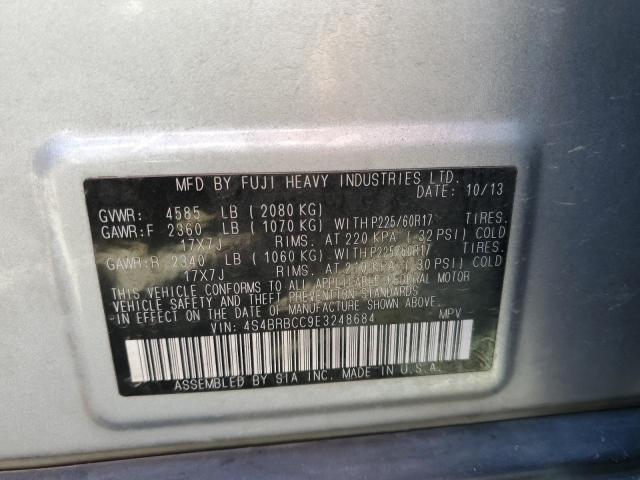 MFD BY FUJI HEAVY INDUSTRIES LTD.
DATE: 10/13
GVWR: 4585 LB ( 2080 KG)
GAWR:F 2360 LB ( 1070 KG) WITH P225/60R17 TIRES.
17X7J RIMS. AT 220 KPA ( 32 PSI) COLD
GAWR:R 2340 LB ( 1060 KG) WITH P225/60R17 TIRES.
17X7J RIMS. AT 210 KPA ( 30 PSI) COLD
THIS VEHICLE CONFORMS TO ALL APPLICABLE FEDERAL MOTOR
VEHICLE SAFETY AND THEFT PREVENTION STANDARDS
IN EFFECT ON THE DATE OF MANUFACTURE SHOWN ABOVE.
VIN: 4S4BRBCC9E3248684 MPV
ASSEMBLED BY SIA INC. MADE IN U.S.A.